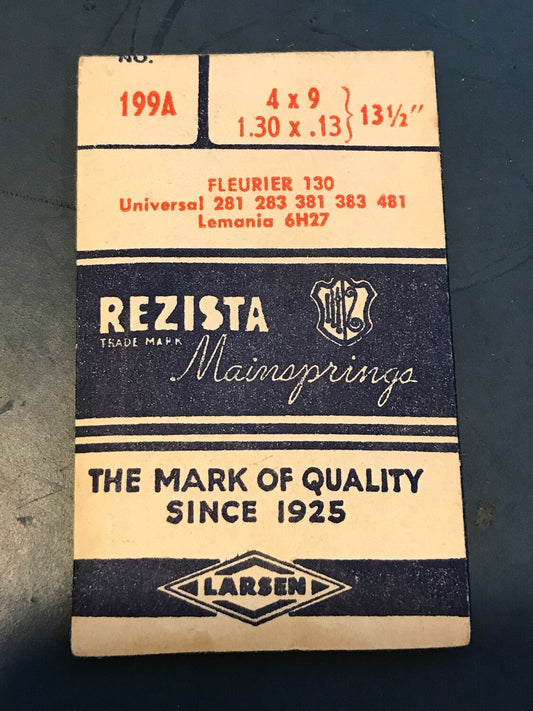 NO.
199A
4 x 9
1.30 x .13 } 13½"
FLEURIER 130
Universal 281 283 381 383 481
Lemania 6H27
REZISTA
TRADE MARK
Mainsprings
THE MARK OF QUALITY
SINCE 1925
LARSEN